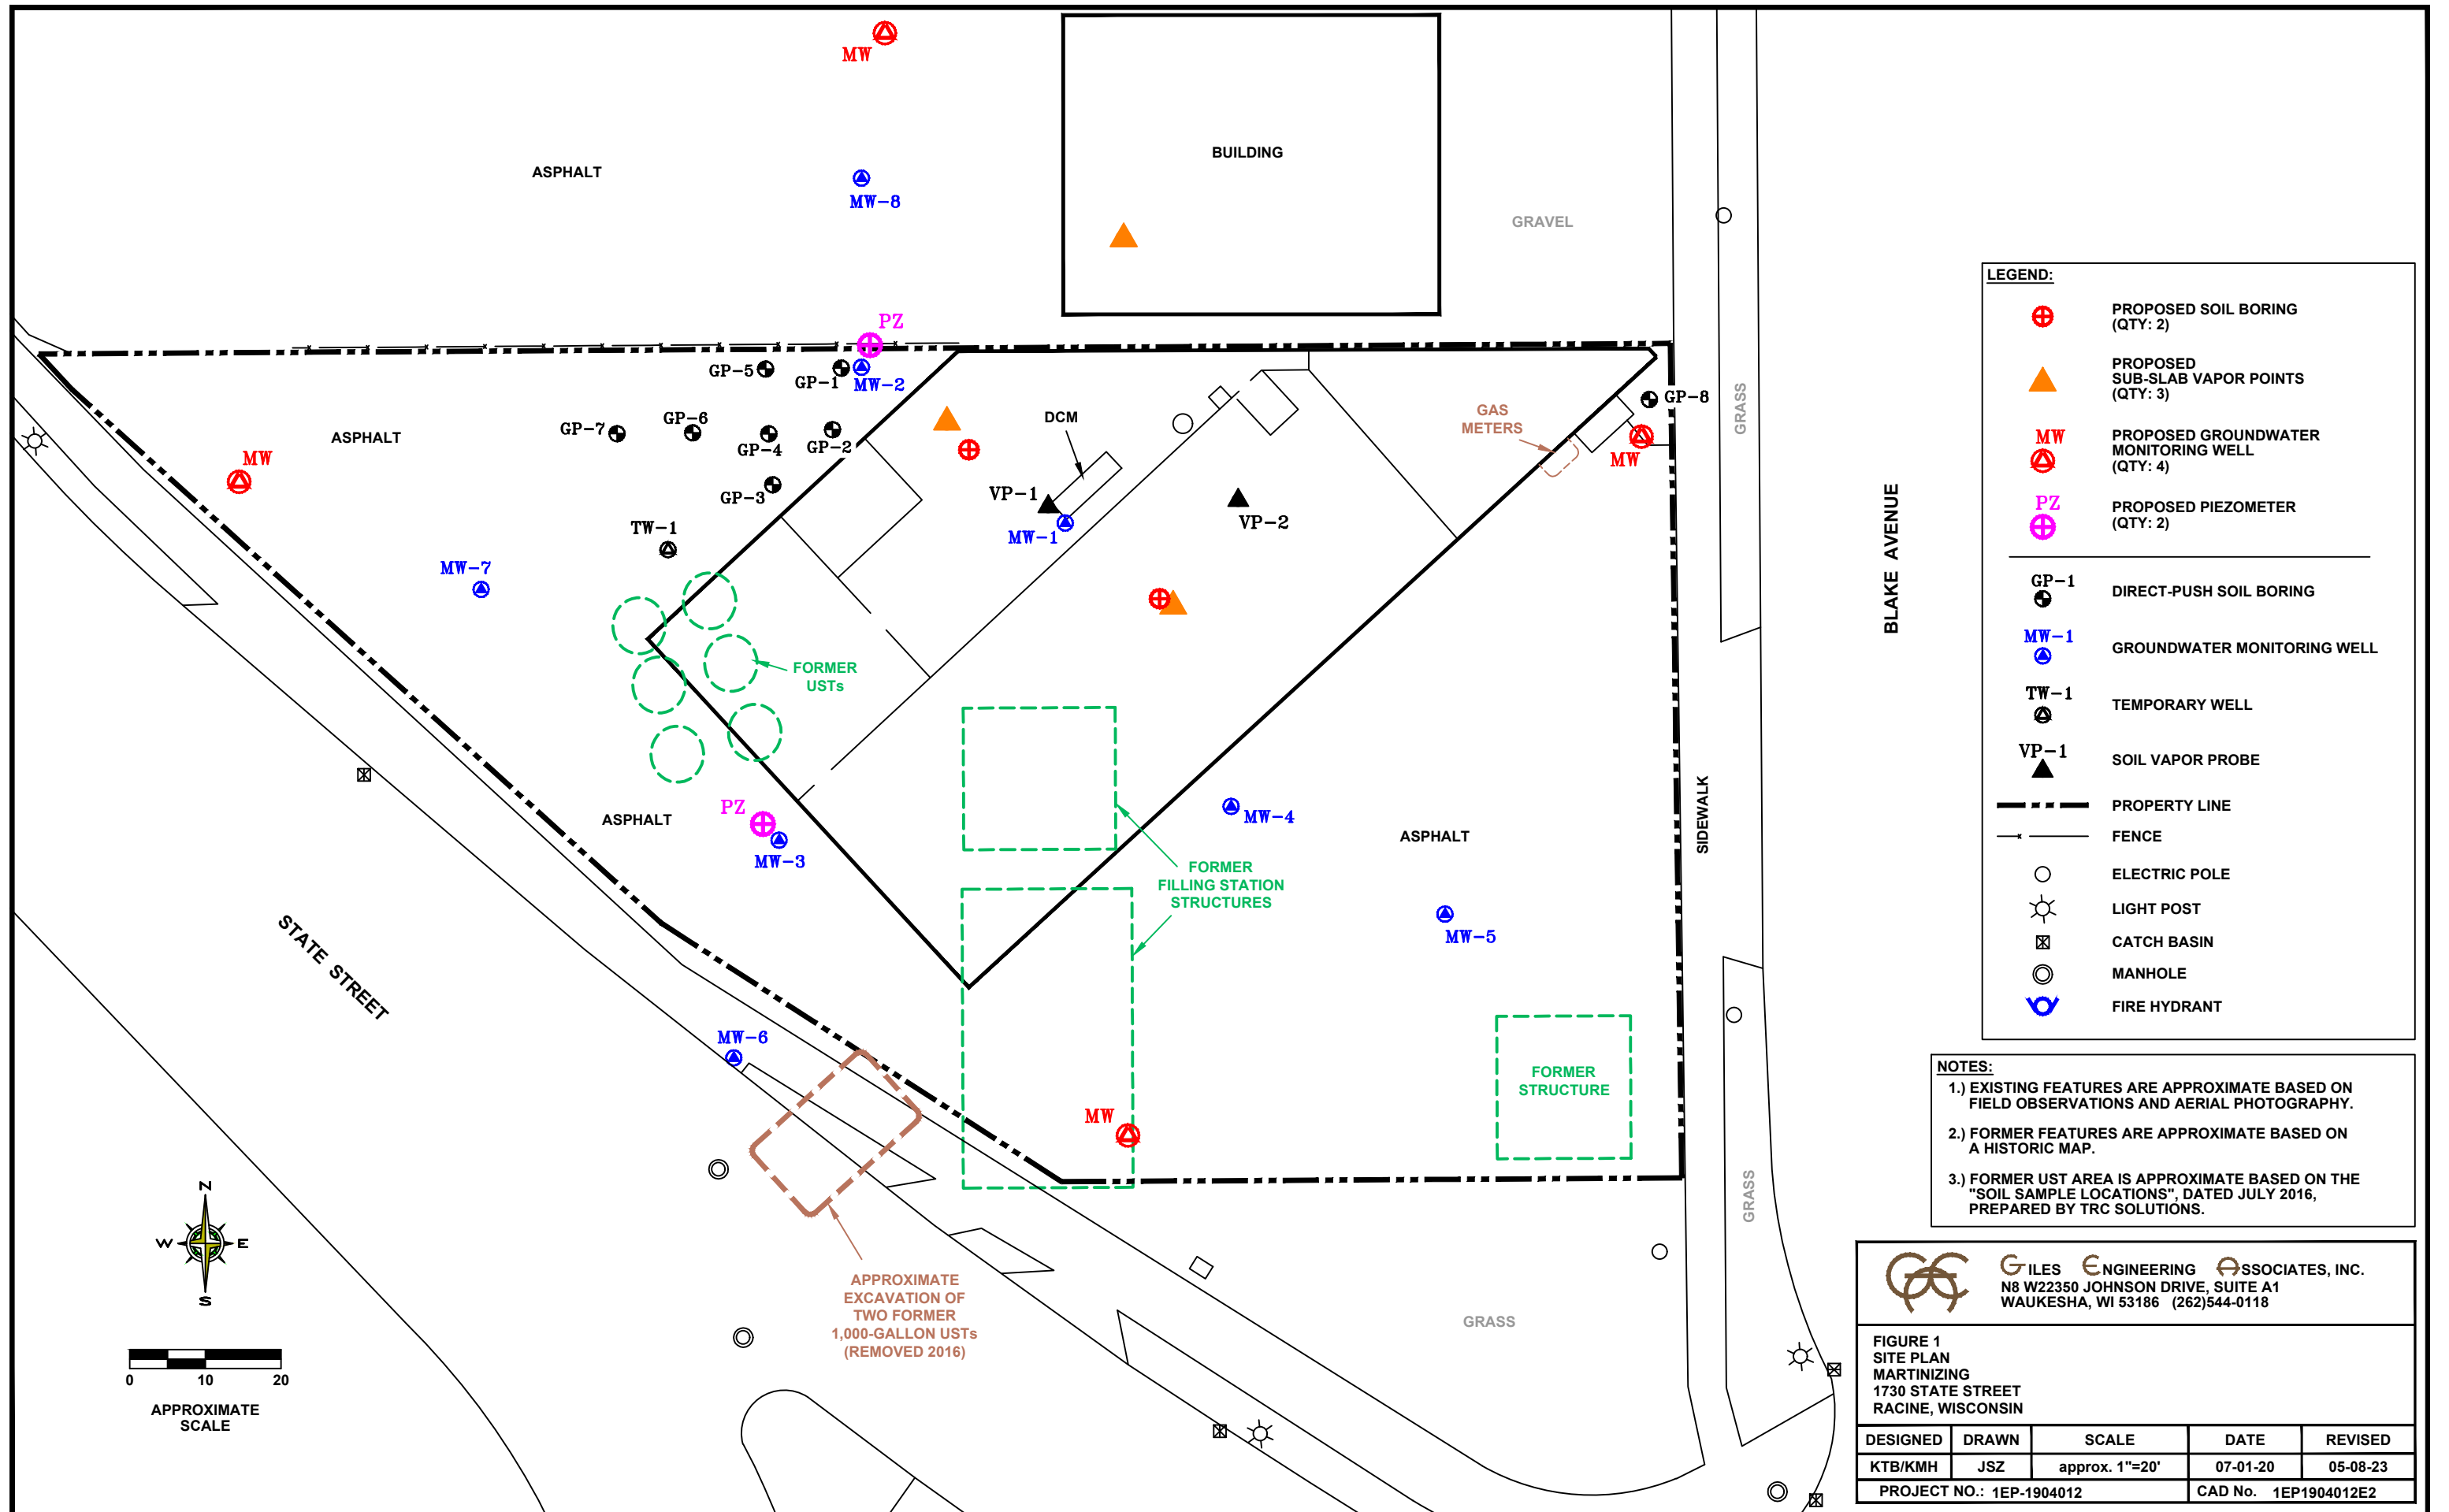 MW
BUILDING
ASPHALT
MW-8
GRAVEL
PZ
GP-5
GP-1
MW-2
GP-8
GRASS
GP-7
GP-6
GP-4
GP-2
DCM
GAS
METERS
ASPHALT
MW
MW
GP-3
VP-1
VP-2
TW-1
MW-1
MW-7
BLAKE AVENUE
FORMER
USTs
PZ
ASPHALT
MW-3
MW-4
ASPHALT
SIDEWALK
FORMER
FILLING STATION
STRUCTURES
MW-5
STATE STREET
MW-6
MW
FORMER
STRUCTURE
GRASS
N
W
E
S
APPROXIMATE
EXCAVATION OF
TWO FORMER
1,000-GALLON USTs
(REMOVED 2016)
GRASS
0 10 20
APPROXIMATE
SCALE
LEGEND:
PROPOSED SOIL BORING
(QTY: 2)
PROPOSED
SUB-SLAB VAPOR POINTS
(QTY: 3)
MW
PROPOSED GROUNDWATER
MONITORING WELL
(QTY: 4)
PZ
PROPOSED PIEZOMETER
(QTY: 2)
GP-1
DIRECT-PUSH SOIL BORING
MW-1
GROUNDWATER MONITORING WELL
TW-1
TEMPORARY WELL
VP-1
SOIL VAPOR PROBE
PROPERTY LINE
FENCE
ELECTRIC POLE
LIGHT POST
CATCH BASIN
MANHOLE
FIRE HYDRANT
NOTES:
1.) EXISTING FEATURES ARE APPROXIMATE BASED ON
FIELD OBSERVATIONS AND AERIAL PHOTOGRAPHY.
2.) FORMER FEATURES ARE APPROXIMATE BASED ON
A HISTORIC MAP.
3.) FORMER UST AREA IS APPROXIMATE BASED ON THE
"SOIL SAMPLE LOCATIONS", DATED JULY 2016,
PREPARED BY TRC SOLUTIONS.
GILES ENGINEERING ASSOCIATES, INC.
N8 W22350 JOHNSON DRIVE, SUITE A1
WAUKESHA, WI 53186 (262)544-0118
FIGURE 1
SITE PLAN
MARTINIZING
1730 STATE STREET
RACINE, WISCONSIN
DESIGNED DRAWN SCALE DATE REVISED
KTB/KMH JSZ approx. 1"=20' 07-01-20 05-08-23
PROJECT NO.: 1EP-1904012 CAD No. 1EP1904012E2